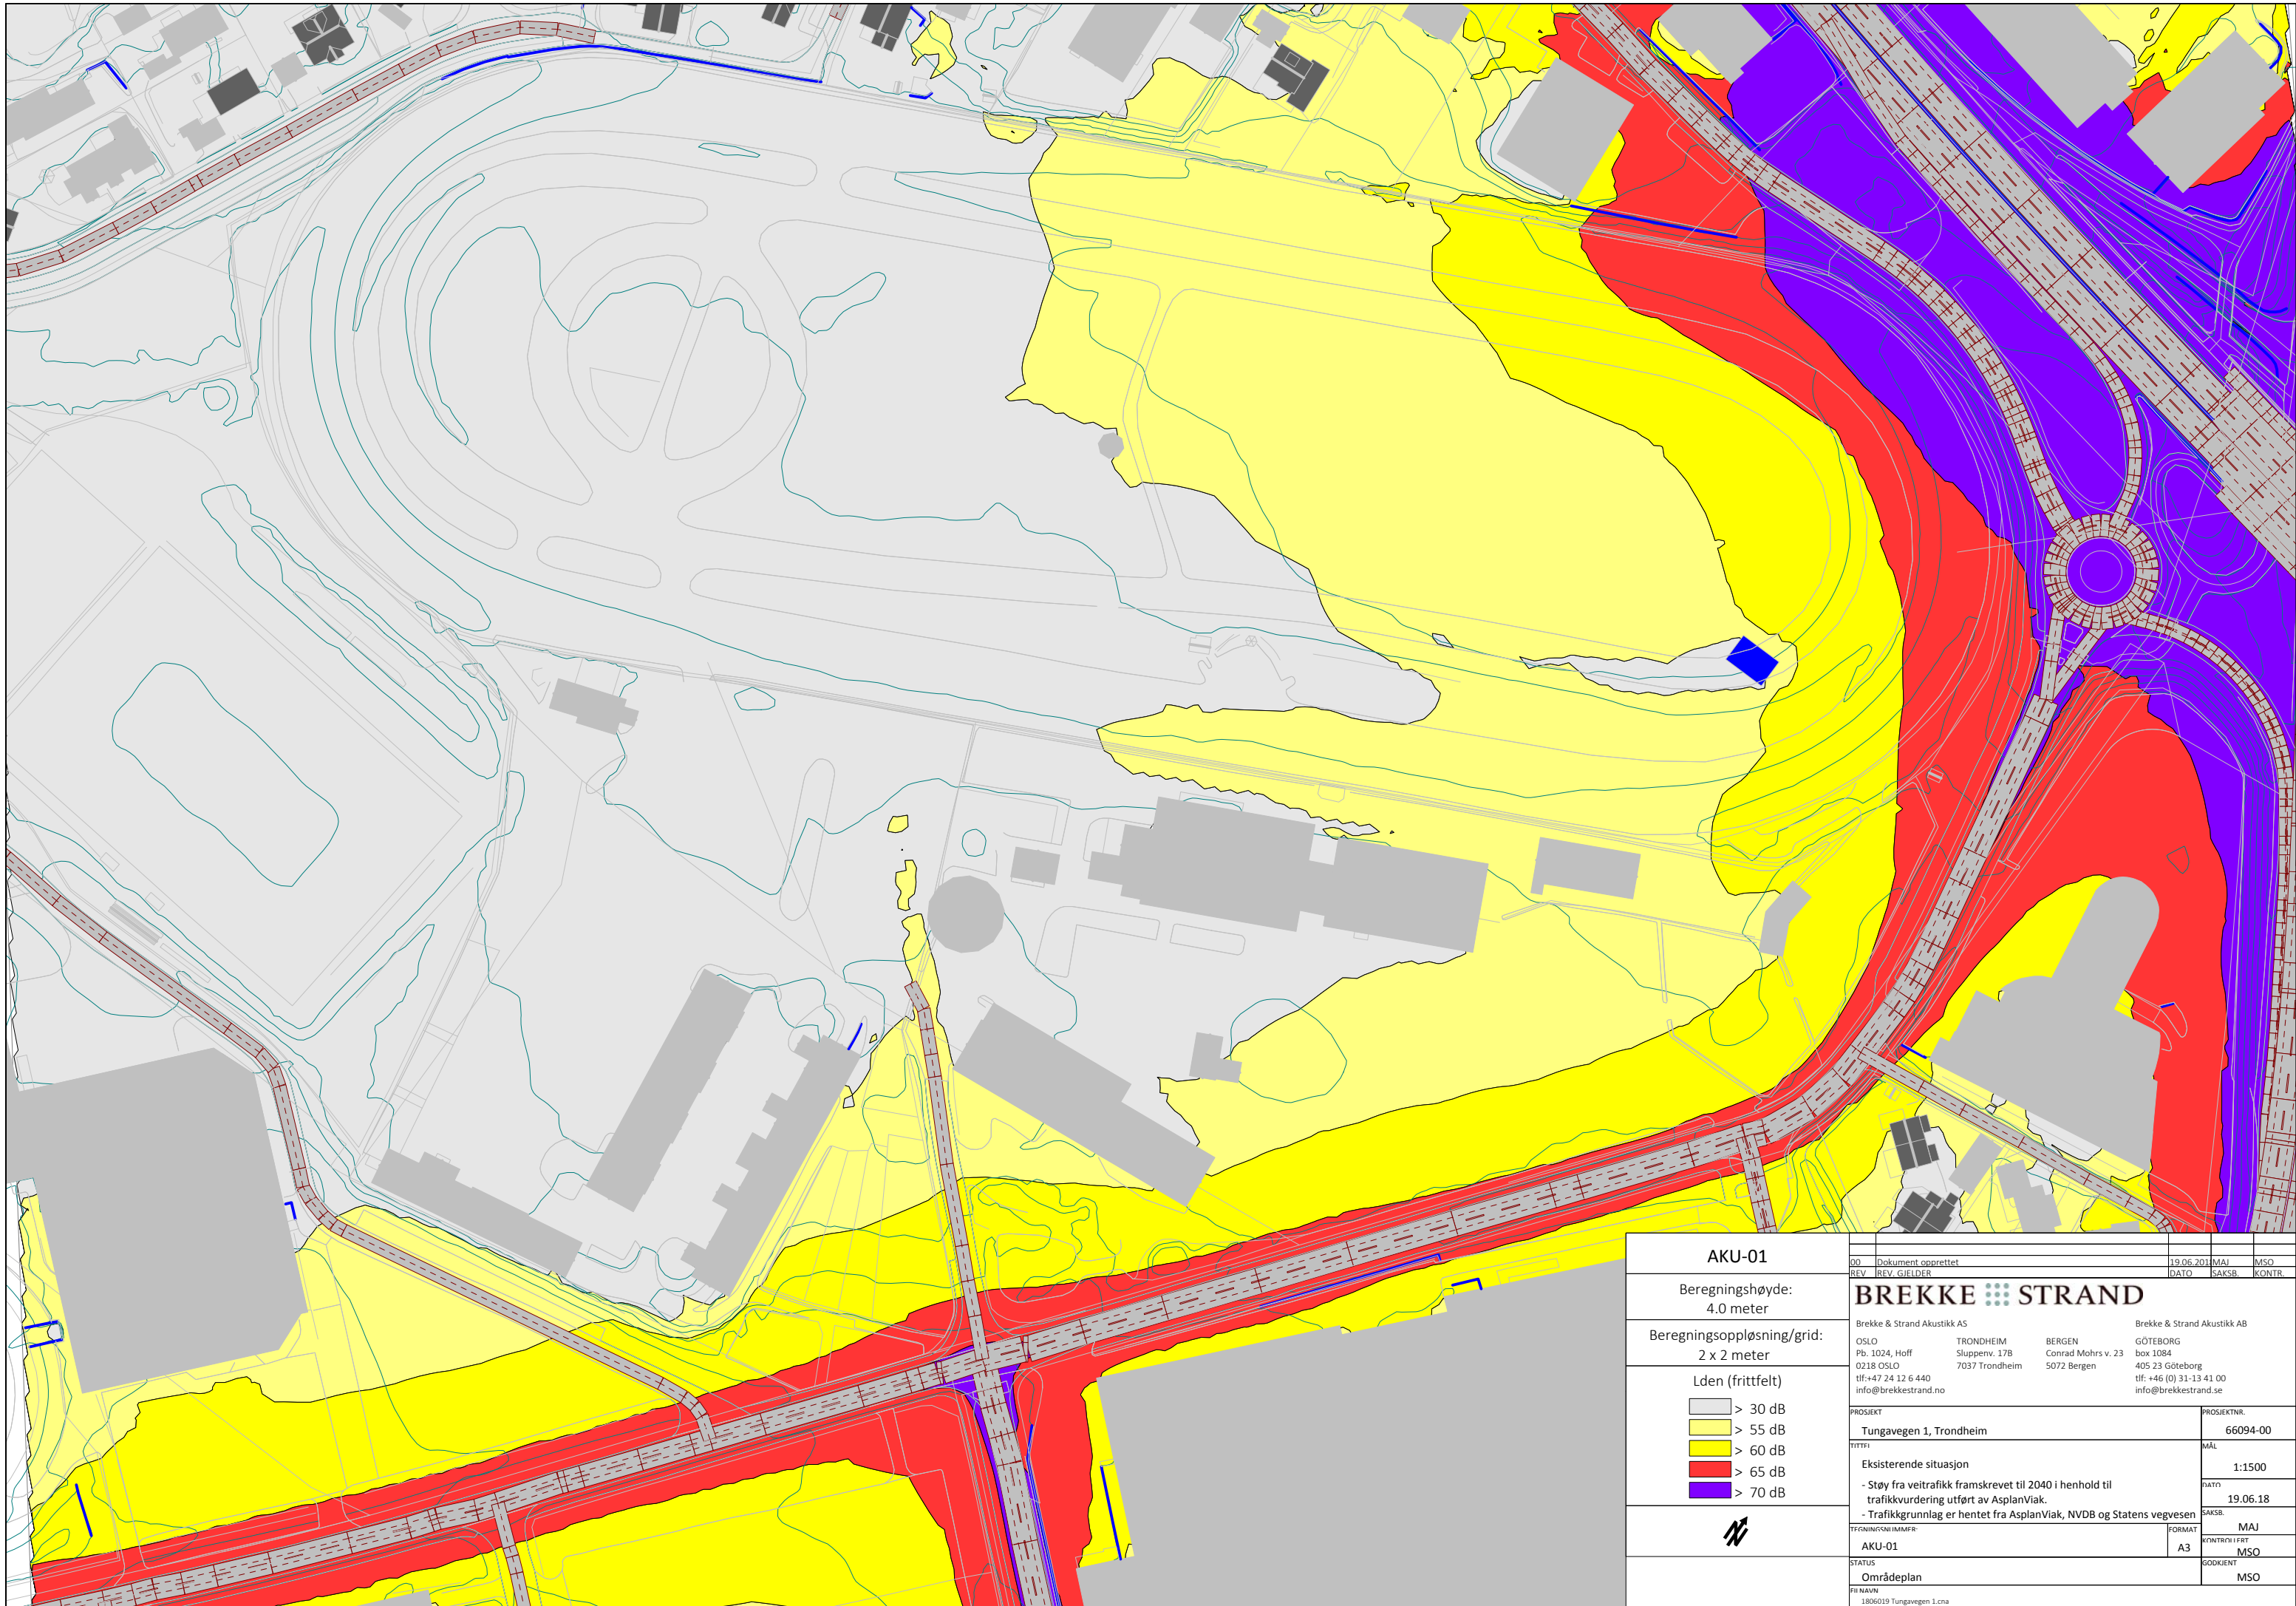 AKU-01
Beregningshøyde:
4.0 meter
Beregningsoppløsning/grid:
2 x 2 meter
Lden (frittfelt)
> 30 dB
> 55 dB
> 60 dB
> 65 dB
> 70 dB
00 Dokument opprettet 19.06.201 MAJ MSO
REV REV. GJELDER DATO SAKSB. KONTR.
BREKKE STRAND
Brekke & Strand Akustikk AS Brekke & Strand Akustikk AB
OSLO TRONDHEIM BERGEN GÖTEBORG
Pb. 1024, Hoff Sluppenv. 17B Conrad Mohrs v. 23 box 1084
0218 OSLO 7037 Trondheim 5072 Bergen 405 23 Göteborg
tlf:+47 24 12 6 440 tlf: +46 (0) 31-13 41 00
info@brekkestrand.no info@brekkestrand.se
PROSJEKT PROSJEKTNR.
Tungavegen 1, Trondheim 66094-00
TITTEL MÅL
Eksisterende situasjon 1:1500
- Støy fra veitrafikk framskrevet til 2040 i henhold til
trafikkvurdering utført av AsplanViak.
- Trafikkgrunnlag er hentet fra AsplanViak, NVDB og Statens vegvesen
DATO
19.06.18
SAKSB.
MAJ
TEGNINGSNUMMER: FORMAT KONTROLLERT
AKU-01 A3 MSO
STATUS GODKJENT
Områdeplan MSO
FILNAVN
1806019 Tungavegen 1.cna